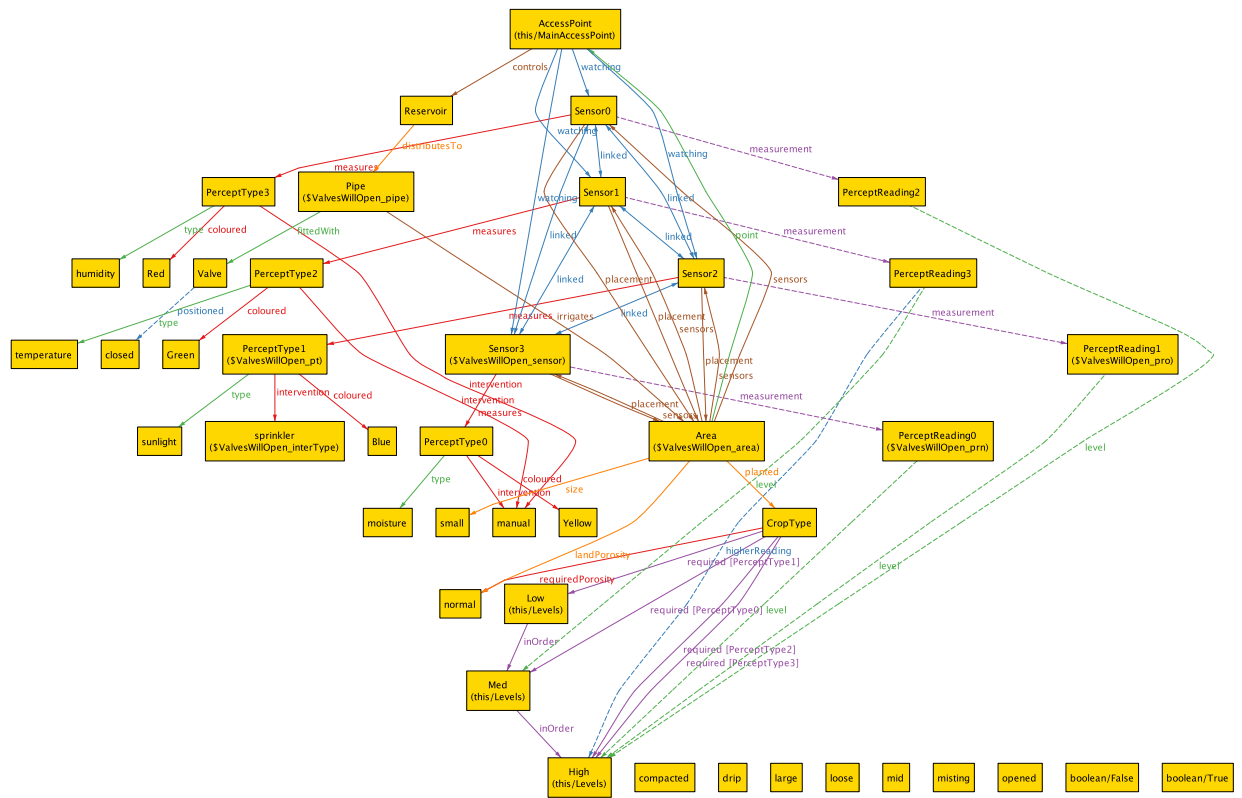 AccessPoint
(this/MainAccessPoint)
controls
watching
Reservoir
Sensor0
watching
distributesTo
measurement
linked
watching
measures
PerceptType3
Pipe
($ValvesWillOpen_pipe)
Sensor1
PerceptReading2
watching
linked
type
coloured
fittedWith
measures
linked
linked
point
measurement
humidity
Red
Valve
PerceptType2
linked
placement
Sensor2
sensors
PerceptReading3
positioned
type
coloured
measures
linked
irrigates
placement
sensors
measurement
temperature
closed
Green
PerceptType1
($ValvesWillOpen_pt)
Sensor3
($ValvesWillOpen_sensor)
placement
sensors
PerceptReading1
($ValvesWillOpen_pro)
type
intervention
coloured
intervention
intervention
measures
placement
sensors
measurement
sunlight
sprinkler
($ValvesWillOpen_interType)
Blue
PerceptType0
Area
($ValvesWillOpen_area)
PerceptReading0
($ValvesWillOpen_prn)
level
type
coloured
intervention
size
planted
level
moisture
small
manual
Yellow
CropType
landPorosity
higherReading
required [PerceptType1]
level
requiredPorosity
normal
Low
(this/Levels)
required [PerceptType0]
level
inOrder
required [PerceptType2]
required [PerceptType3]
Med
(this/Levels)
inOrder
High
(this/Levels)
compacted
drip
large
loose
mid
misting
opened
boolean/False
boolean/True